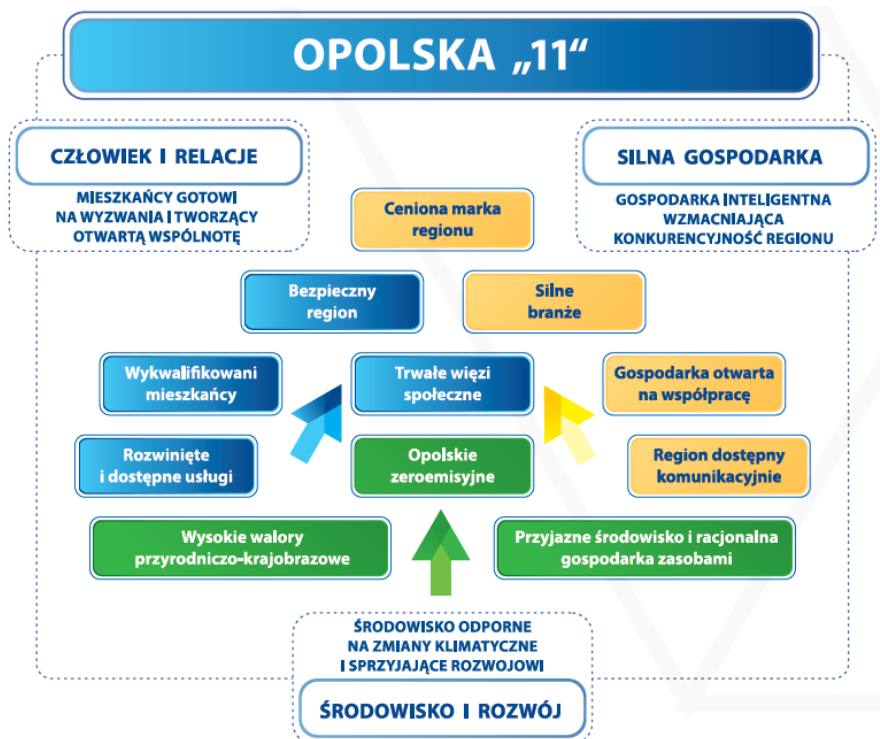 OPOLSKA „11“
CZŁOWIEK I RELACJE
MIESZKAŃCY GOTOWI
NA WYZWANIA I TWORZĄCY
OTWARTĄ WSPÓLNOTĘ
SILNA GOSPODARKA
GOSPODARKA INTELIGENTNA
WZMACNIAJĄCA
KONKURENCYJNOŚĆ REGIONU
Ceniona marka
regionu
Bezpieczny
region
Silne
branże
Wykwalifikowani
mieszkańcy
Trwałe więzi
społeczne
Gospodarka otwarta
na współpracę
Rozwinięte
i dostępne usługi
Opolskie
zeroemisyjne
Region dostępny
komunikacyjnie
Wysokie walory
przyrodniczo-krajobrazowe
Przyjazne środowisko i racjonalna
gospodarka zasobami
ŚRODOWISKO ODPORNE
NA ZMIANY KLIMATYCZNE
I SPRZYJAJĄCE ROZWOJOWI
ŚRODOWISKO I ROZWÓJ